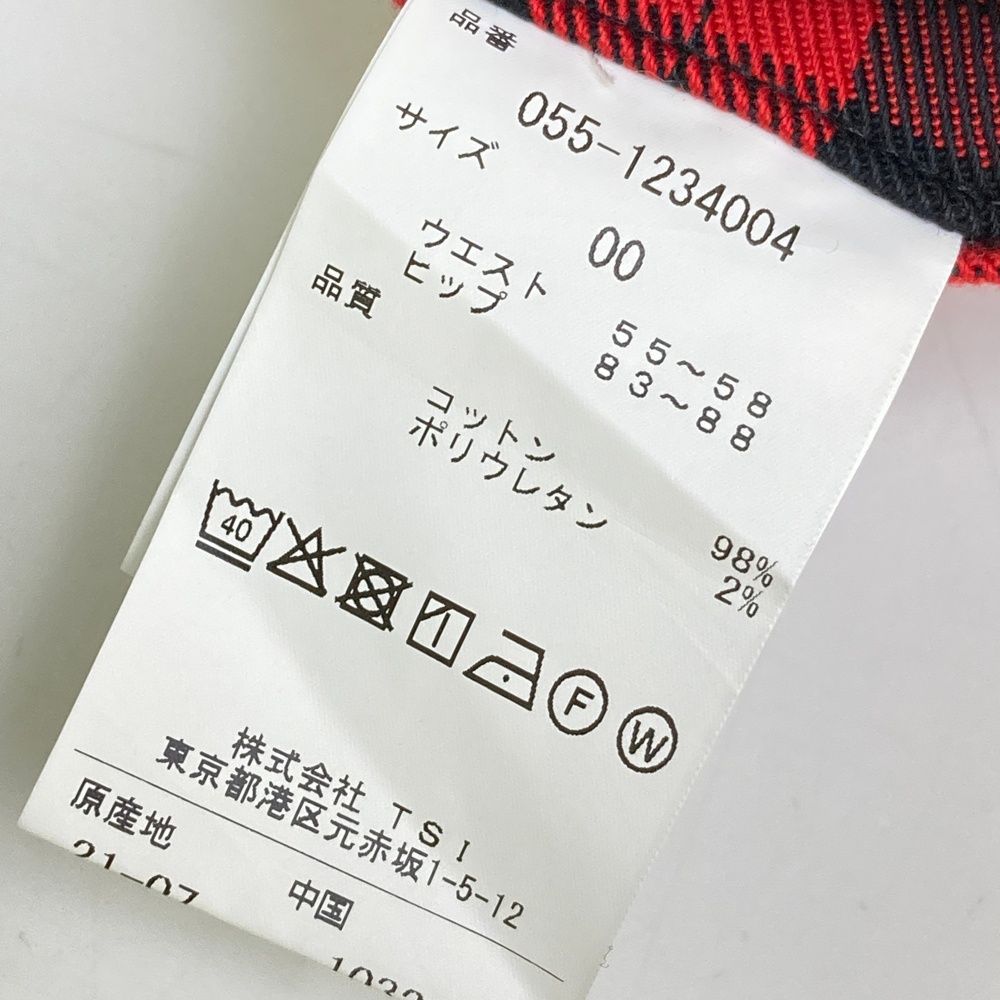 品番
055-1234004
サイズ
00
ウエスト 55～58
ヒップ 83～88
品質
コットン 98%
ポリウレタン 2%
40
F W
株式会社 TSI
東京都港区元赤坂1-5-12
原産地
中国
21-07